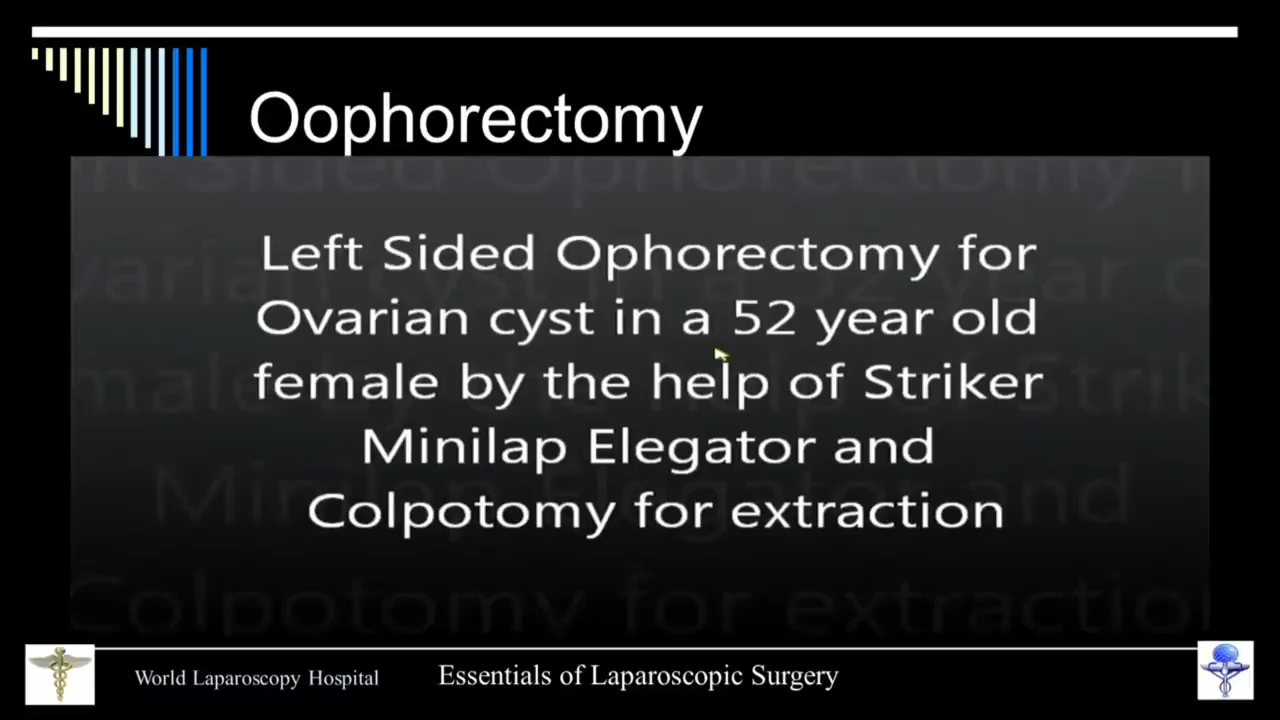 Oophorectomy
Left Sided Ophorectomy for
Ovarian cyst in a 52 year old
female by the help of Striker
Minilap Elegator and
Colpotomy for extraction
World Laparoscopy Hospital
Essentials of Laparoscopic Surgery